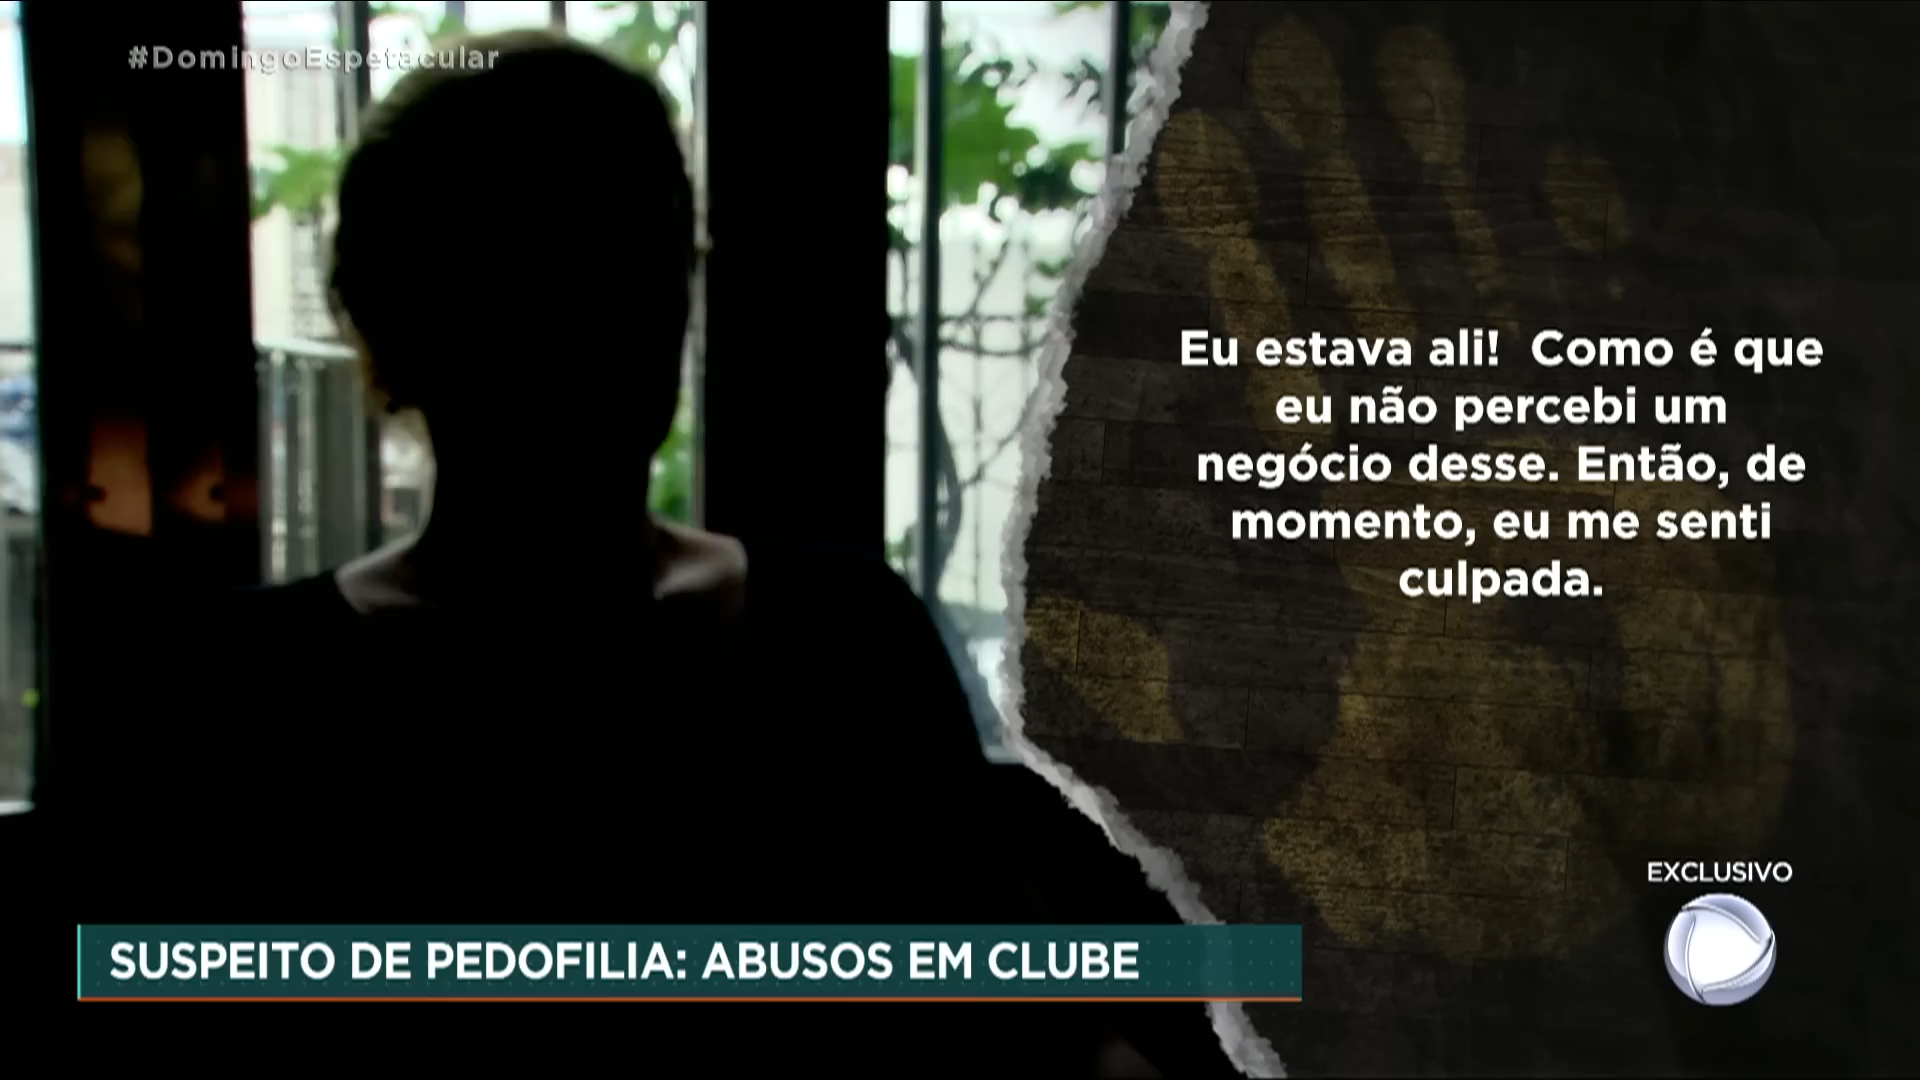 #DomingoEspetacular
Eu estava ali! Como é que
eu não percebi um
negócio desse. Então, de
momento, eu me senti
culpada.
EXCLUSIVO
SUSPEITO DE PEDOFILIA: ABUSOS EM CLUBE